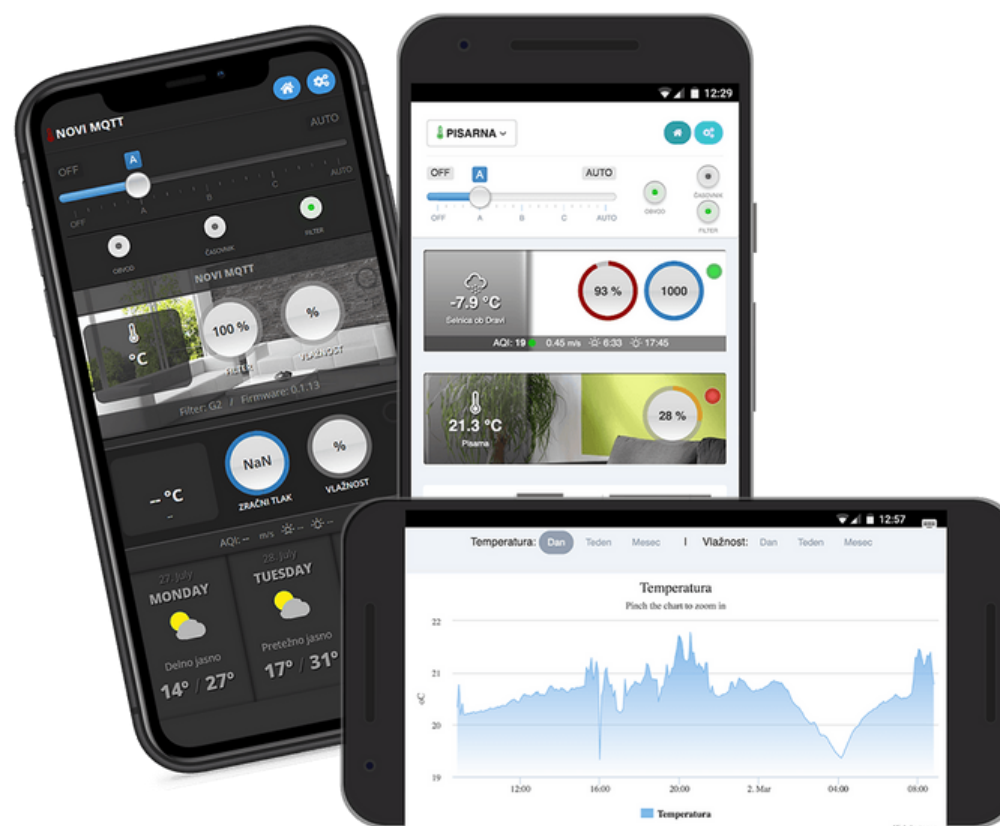 NOVI MQTT
OFF
AUTO
A
OFF
A
B
C
AUTO
OBVOD
ČASOVNIK
FILTER
NOVI MQTT
°C
100 %
FILTER
%
VLAŽNOST
Filter: G2 / Firmware: 0.1.13
-- °C
--
NaN
ZRAČNI TLAK
%
VLAŽNOST
AQI: -- m/s -- --
27. July
MONDAY
Delno jasno
14° / 27°
28. July
TUESDAY
Pretežno jasno
17° / 31°
12:29
PISARNA
OFF
A
AUTO
OFF
A
B
C
AUTO
OBVOD
ČASOVNIK
FILTER
-7.9 °C
Selnica ob Dravi
93 %
1000
AQI: 19 0.45 m/s 6:33 17:45
21.3 °C
Pisarna
28 %
12:57
Temperatura: Dan Teden Mesec | Vlažnost: Dan Teden Mesec
Temperatura
Pinch the chart to zoom in
22
21
°C
20
19
12:00 16:00 20:00 2. Mar 04:00 08:00
Temperatura